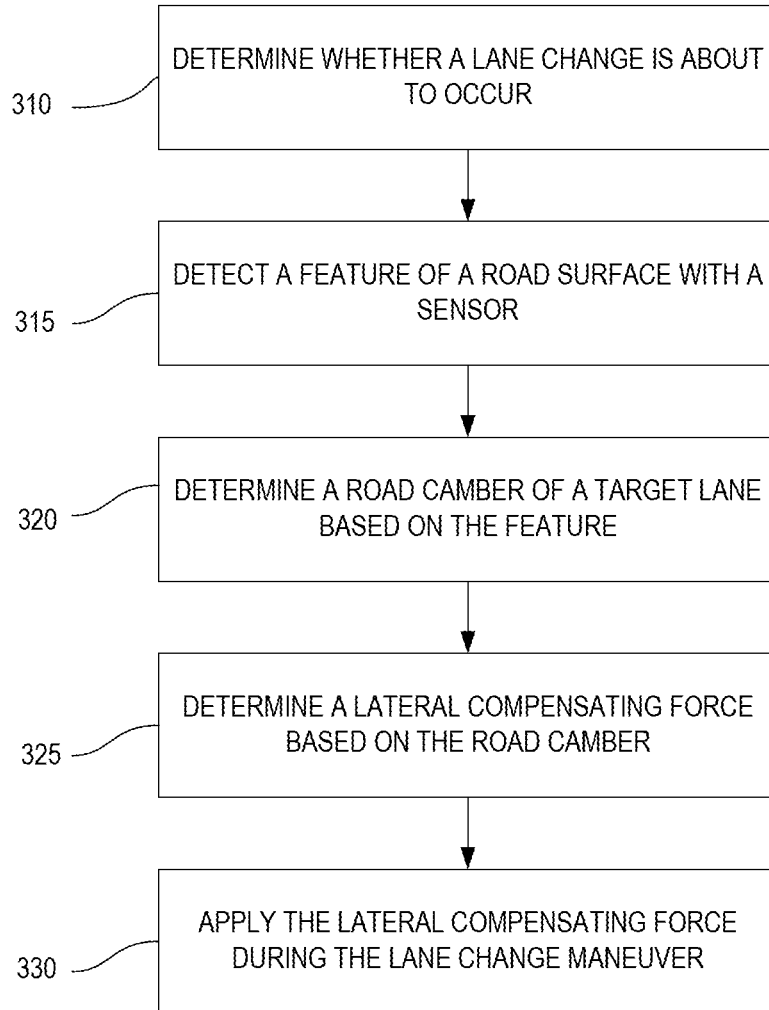 310
DETERMINE WHETHER A LANE CHANGE IS ABOUT
TO OCCUR
315
DETECT A FEATURE OF A ROAD SURFACE WITH A
SENSOR
320
DETERMINE A ROAD CAMBER OF A TARGET LANE
BASED ON THE FEATURE
325
DETERMINE A LATERAL COMPENSATING FORCE
BASED ON THE ROAD CAMBER
330
APPLY THE LATERAL COMPENSATING FORCE
DURING THE LANE CHANGE MANEUVER